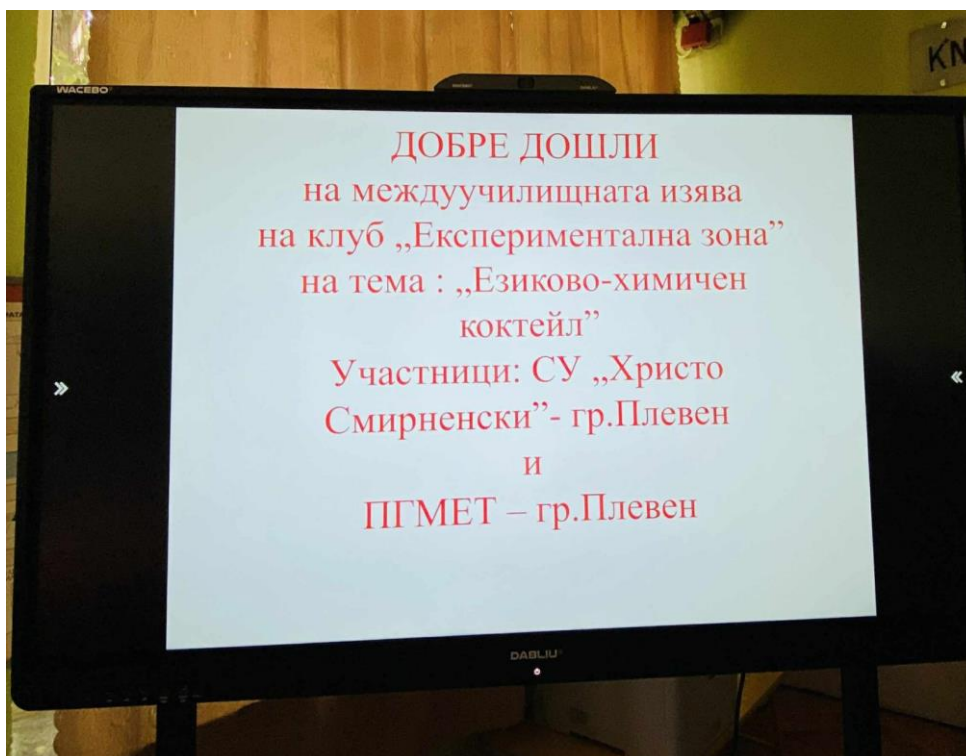 KN
WACEBO
ДОБРЕ ДОШЛИ
на междуучилищната изява
на клуб „Експериментална зона”
на тема : „Езиково-химичен
коктейл”
Участници: СУ „Христо
Смирненски”- гр.Плевен
и
ПГМЕТ – гр.Плевен
DABLIU